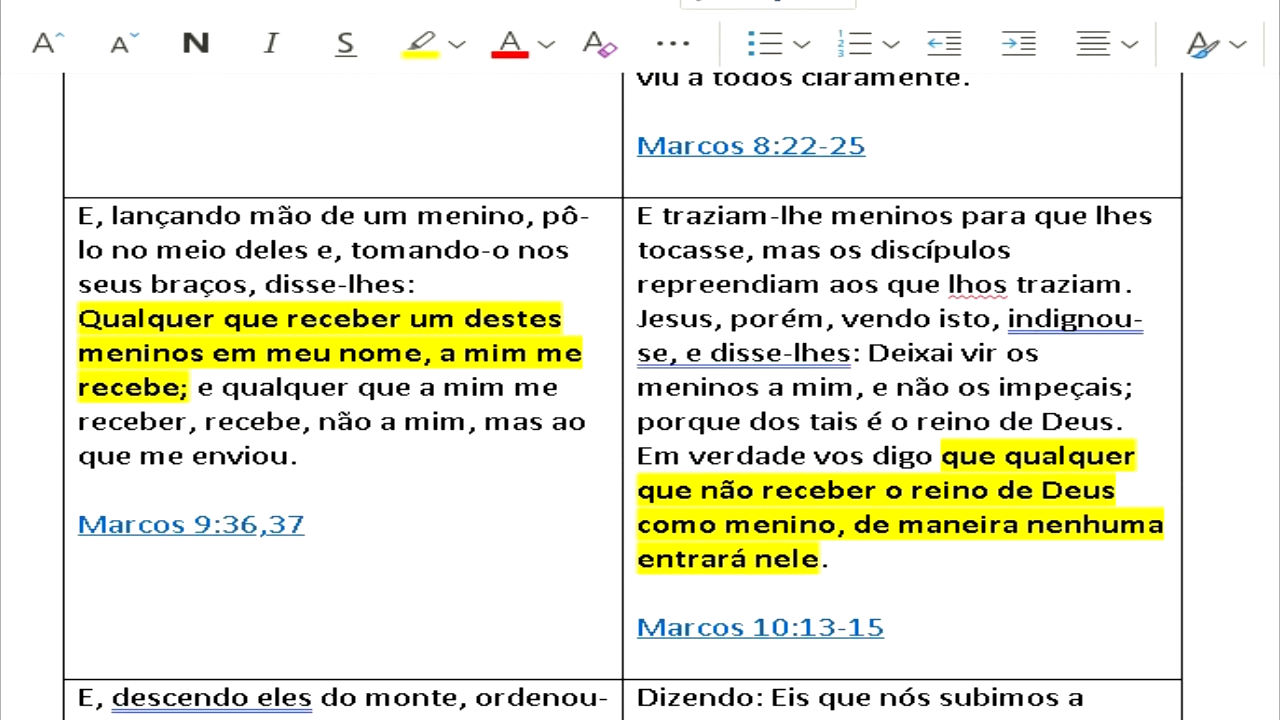 N I S
viu a todos claramente.
Marcos 8:22-25
E, lançando mão de um menino, pô-
lo no meio deles e, tomando-o nos
seus braços, disse-lhes:
Qualquer que receber um destes
meninos em meu nome, a mim me
recebe; e qualquer que a mim me
receber, recebe, não a mim, mas ao
que me enviou.
Marcos 9:36,37
E traziam-lhe meninos para que lhes
tocasse, mas os discípulos
repreendiam aos que lhos traziam.
Jesus, porém, vendo isto, indignou-
se, e disse-lhes: Deixai vir os
meninos a mim, e não os impeçais;
porque dos tais é o reino de Deus.
Em verdade vos digo que qualquer
que não receber o reino de Deus
como menino, de maneira nenhuma
entrará nele.
Marcos 10:13-15
E, descendo eles do monte, ordenou-
Dizendo: Eis que nós subimos a